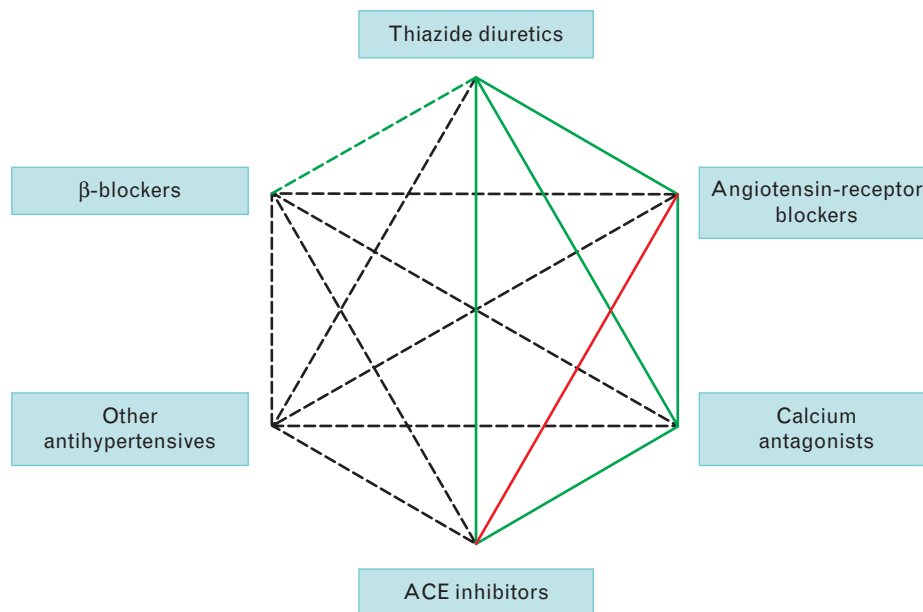 Thiazide diuretics
β-blockers
Angiotensin-receptor
blockers
Other
antihypertensives
Calcium
antagonists
ACE inhibitors